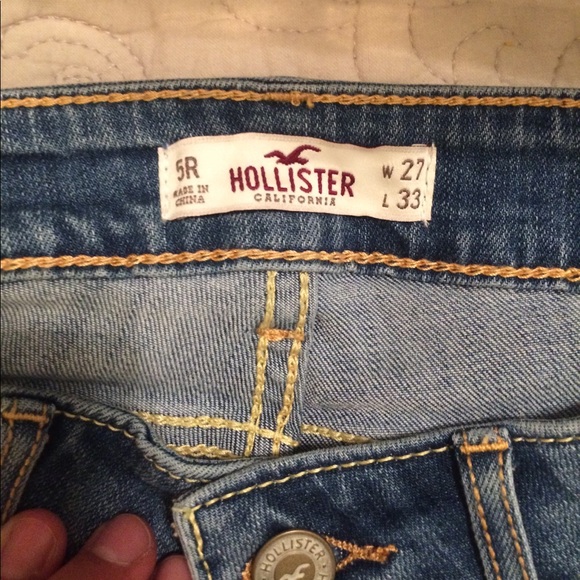 5R
MADE IN
CHINA
HOLLISTER
CALIFORNIA
W 27
L 33
HOLLISTER